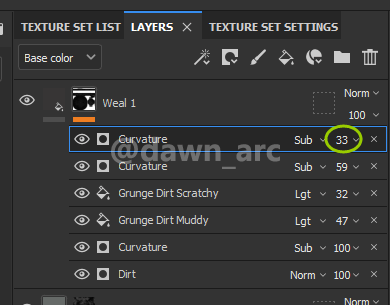 TEXTURE SET LIST LAYERS × TEXTURE SET SETTINGS
Base color
Weal 1 Norm
100
Curvature Sub 33 ×
@dawn_arc
Curvature Sub 59 ×
Grunge Dirt Scratchy Lgt 32 ×
Grunge Dirt Muddy Lgt 47 ×
Curvature Sub 100 ×
Dirt Norm 100 ×